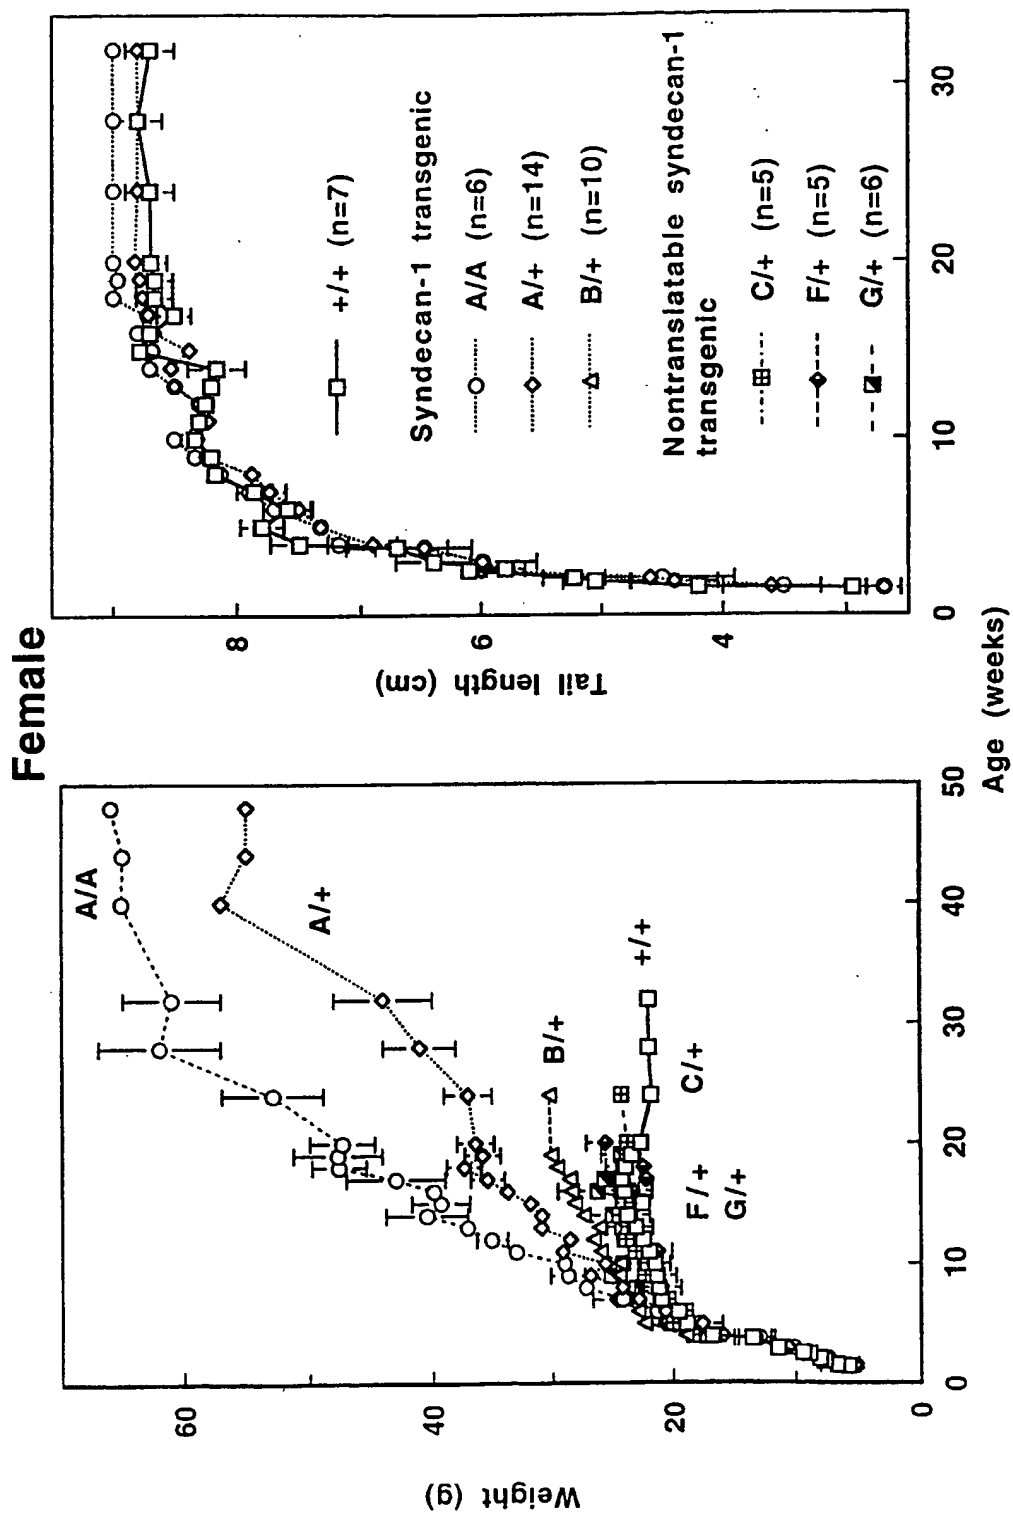 Female
Weight (g)
60
40
20
0
0
10
20
30
40
50
A/A
A/+
B/+
+/+
C/+
F/+
G/+
Tail length (cm)
8
6
4
0
10
20
30
+/+ (n=7)
Syndecan-1 transgenic
A/A (n=6)
A/+ (n=14)
B/+ (n=10)
Nontranslatable syndecan-1
transgenic
C/+ (n=5)
F/+ (n=5)
G/+ (n=6)
Age (weeks)